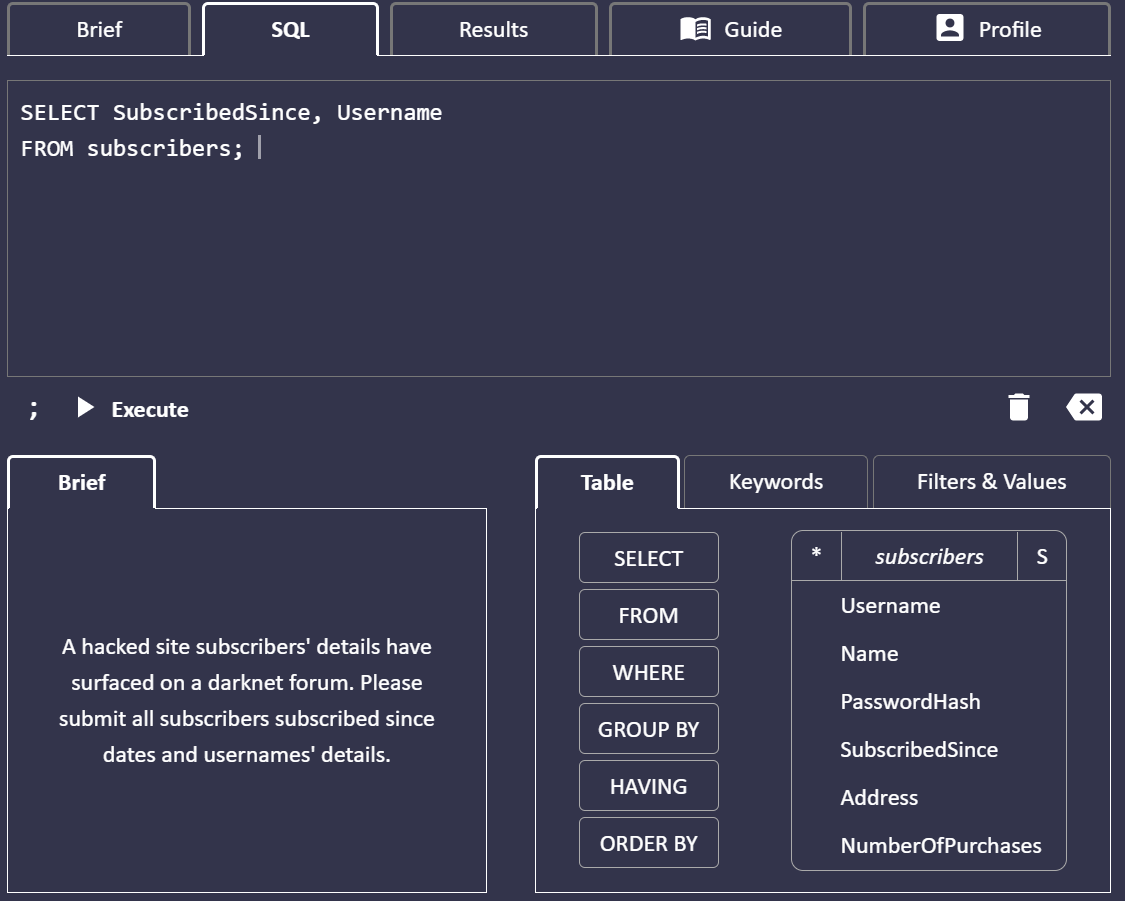 Brief
SQL
Results
Guide
Profile
SELECT SubscribedSince, Username
FROM subscribers;
;
Execute
Brief
A hacked site subscribers' details have
surfaced on a darknet forum. Please
submit all subscribers subscribed since
dates and usernames' details.
Table
Keywords
Filters & Values
SELECT
FROM
WHERE
GROUP BY
HAVING
ORDER BY
* subscribers S
Username
Name
PasswordHash
SubscribedSince
Address
NumberOfPurchases